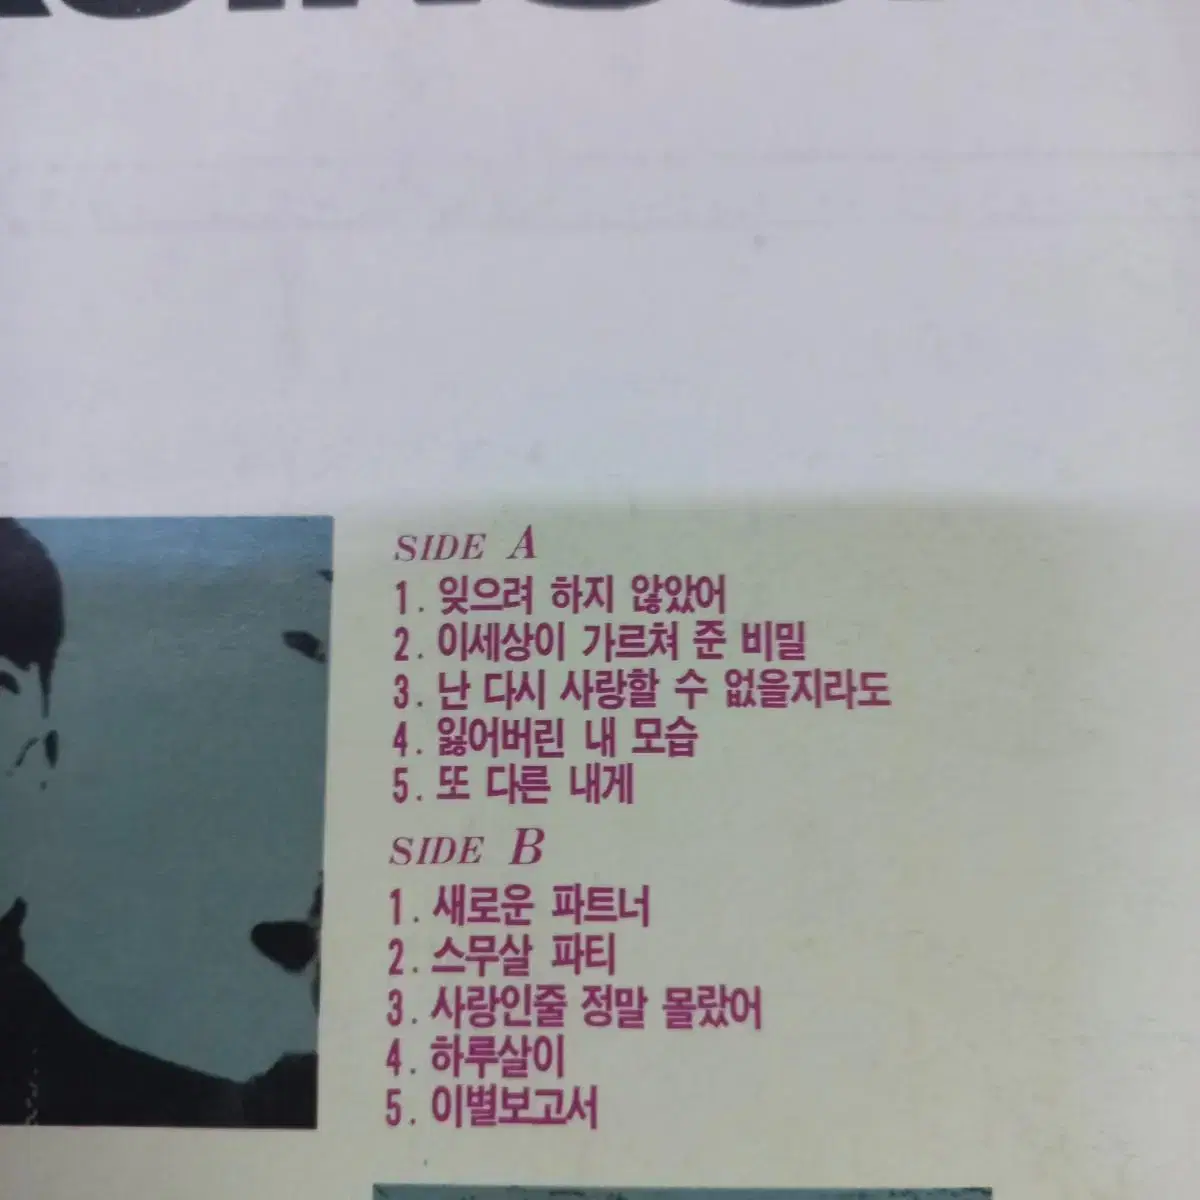 SIDE A
1. 잊으려 하지 않았어
2. 이세상이 가르쳐 준 비밀
3. 난 다시 사랑할 수 없을지라도
4. 잃어버린 내 모습
5. 또 다른 내게
SIDE B
1. 새로운 파트너
2. 스무살 파티
3. 사랑인줄 정말 몰랐어
4. 하루살이
5. 이별보고서